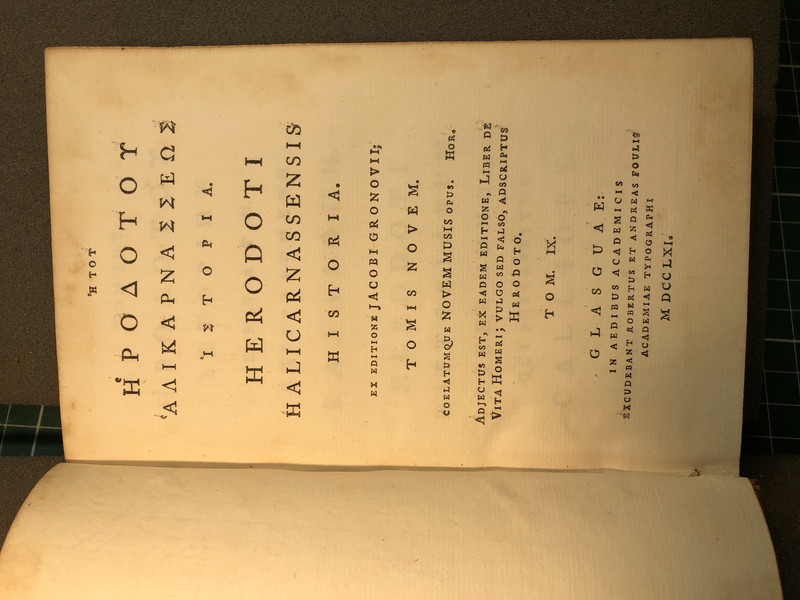 Ἡ ΤΟΥ
ἩΡΟΔΟΤΟΥ
ἉΛΙΚΑΡΝΑΣΣΕΩΣ
ἹΣΤΟΡΙΑ.
HERODOTI
HALICARNASSENSIS
HISTORIA.
EX EDITIONE JACOBI GRONOVII;
TOMIS NOVEM.
COELATUMQUE NOVEM MUSIS OPUS. HOR.
ADJECTUS EST, EX EADEM EDITIONE, LIBER DE
VITA HOMERI; VULGO SED FALSO, ADSCRIPTUS
HERODOTO.
TOM. IX.
GLASGUAE:
IN AEDIBUS ACADEMICIS
EXCUDEBANT ROBERTUS ET ANDREAS FOULIS
ACADEMIAE TYPOGRAPHI
M DCC LXI.